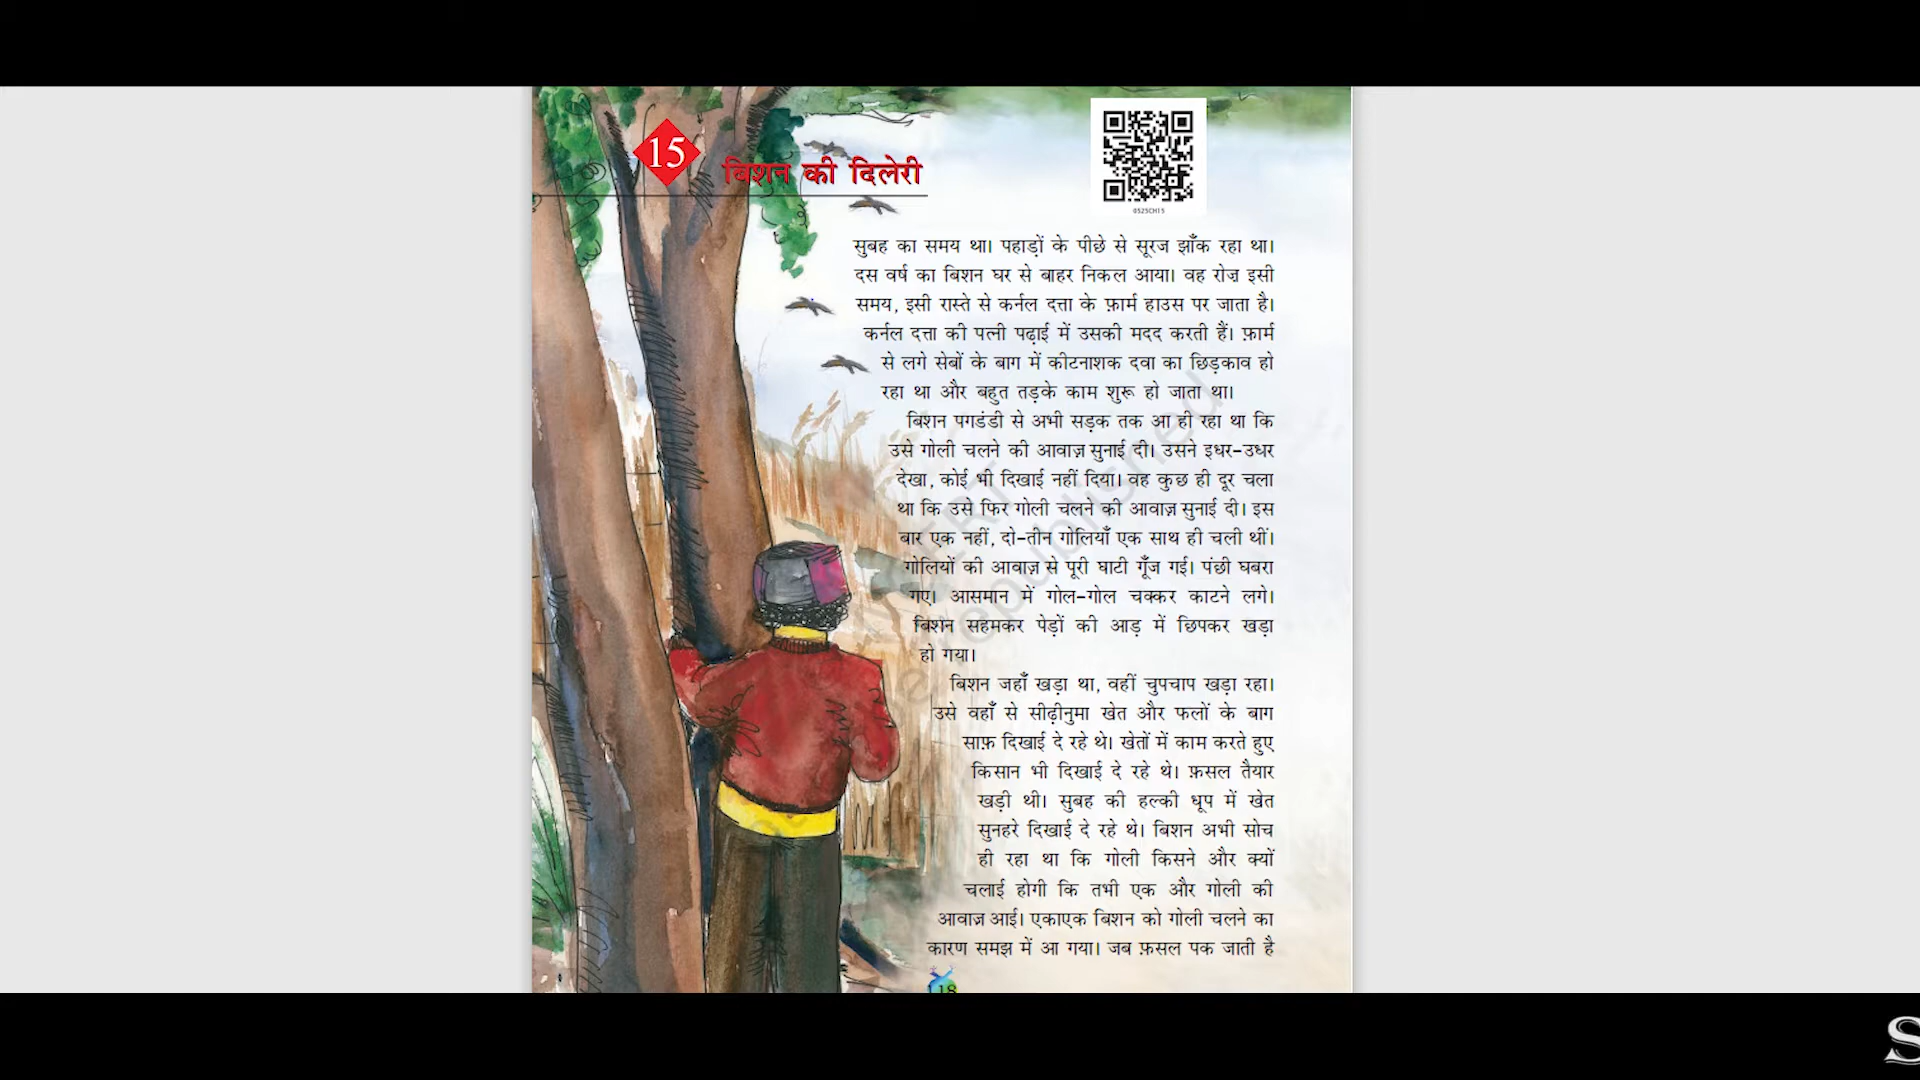 15
बिशन की दिलेरी
0525CH15
सुबह का समय था। पहाड़ों के पीछे से सूरज झाँक रहा था।
दस वर्ष का बिशन घर से बाहर निकल आया। वह रोज़ इसी
समय, इसी रास्ते से कर्नल दत्ता के फ़ार्म हाउस पर जाता है।
कर्नल दत्ता की पत्नी पढ़ाई में उसकी मदद करती हैं। फ़ार्म
से लगे सेबों के बाग में कीटनाशक दवा का छिड़काव हो
रहा था और बहुत तड़के काम शुरू हो जाता था।
बिशन पगडंडी से अभी सड़क तक आ ही रहा था कि
उसे गोली चलने की आवाज़ सुनाई दी। उसने इधर-उधर
देखा, कोई भी दिखाई नहीं दिया। वह कुछ ही दूर चला
था कि उसे फिर गोली चलने की आवाज़ सुनाई दी। इस
बार एक नहीं, दो-तीन गोलियाँ एक साथ ही चली थीं।
गोलियों की आवाज़ से पूरी घाटी गूँज गई। पंछी घबरा
गए। आसमान में गोल-गोल चक्कर काटने लगे।
बिशन सहमकर पेड़ों की आड़ में छिपकर खड़ा
हो गया।
बिशन जहाँ खड़ा था, वहीं चुपचाप खड़ा रहा।
उसे वहाँ से सीढ़ीनुमा खेत और फलों के बाग
साफ़ दिखाई दे रहे थे। खेतों में काम करते हुए
किसान भी दिखाई दे रहे थे। फ़सल तैयार
खड़ी थी। सुबह की हल्की धूप में खेत
सुनहरे दिखाई दे रहे थे। बिशन अभी सोच
ही रहा था कि गोली किसने और क्यों
चलाई होगी कि तभी एक और गोली की
आवाज़ आई। एकाएक बिशन को गोली चलने का
कारण समझ में आ गया। जब फ़सल पक जाती है
118